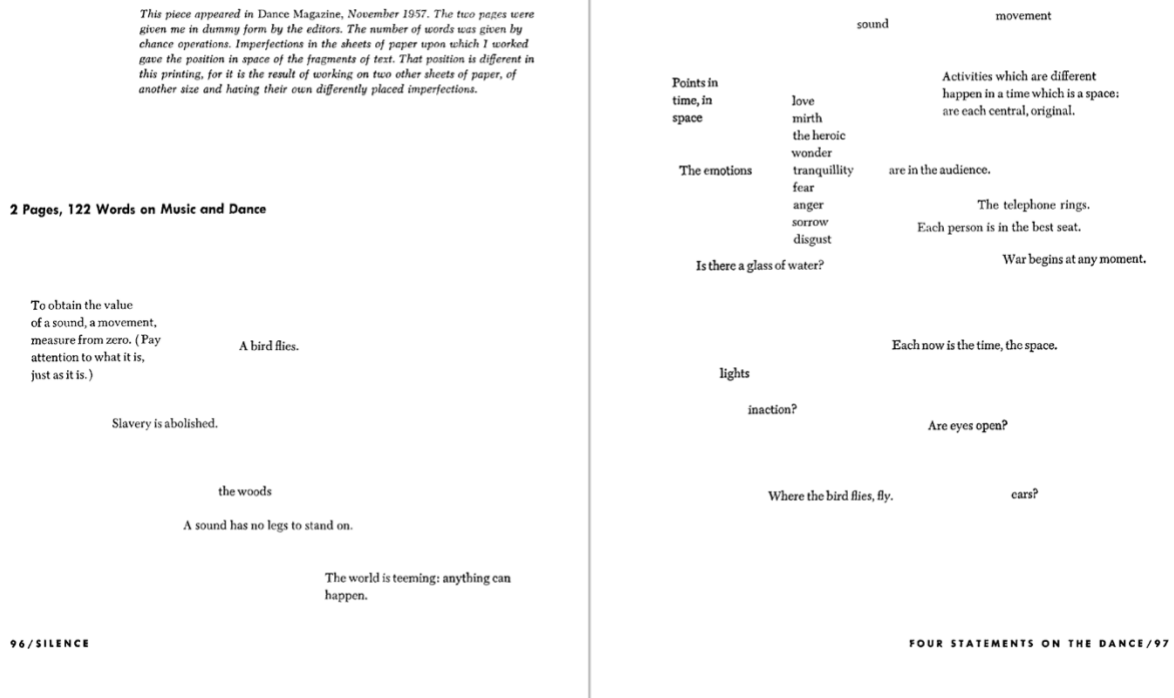 This piece appeared in Dance Magazine, November 1957. The two pages were
given me in dummy form by the editors. The number of words was given by
chance operations. Imperfections in the sheets of paper upon which I worked
gave the position in space of the fragments of text. That position is different in
this printing, for it is the result of working on two other sheets of paper, of
another size and having their own differently placed imperfections.
2 Pages, 122 Words on Music and Dance
To obtain the value
of a sound, a movement,
measure from zero. (Pay
attention to what it is,
just as it is.)
A bird flies.
Slavery is abolished.
the woods
A sound has no legs to stand on.
The world is teeming: anything can
happen.
96/SILENCE
movement
sound
Points in
time, in
space
Activities which are different
happen in a time which is a space:
are each central, original.
love
mirth
the heroic
wonder
The emotions
tranquillity
are in the audience.
fear
anger
sorrow
disgust
The telephone rings.
Each person is in the best seat.
Is there a glass of water?
War begins at any moment.
Each now is the time, the space.
lights
inaction?
Are eyes open?
Where the bird flies, fly.
ears?
FOUR STATEMENTS ON THE DANCE/97